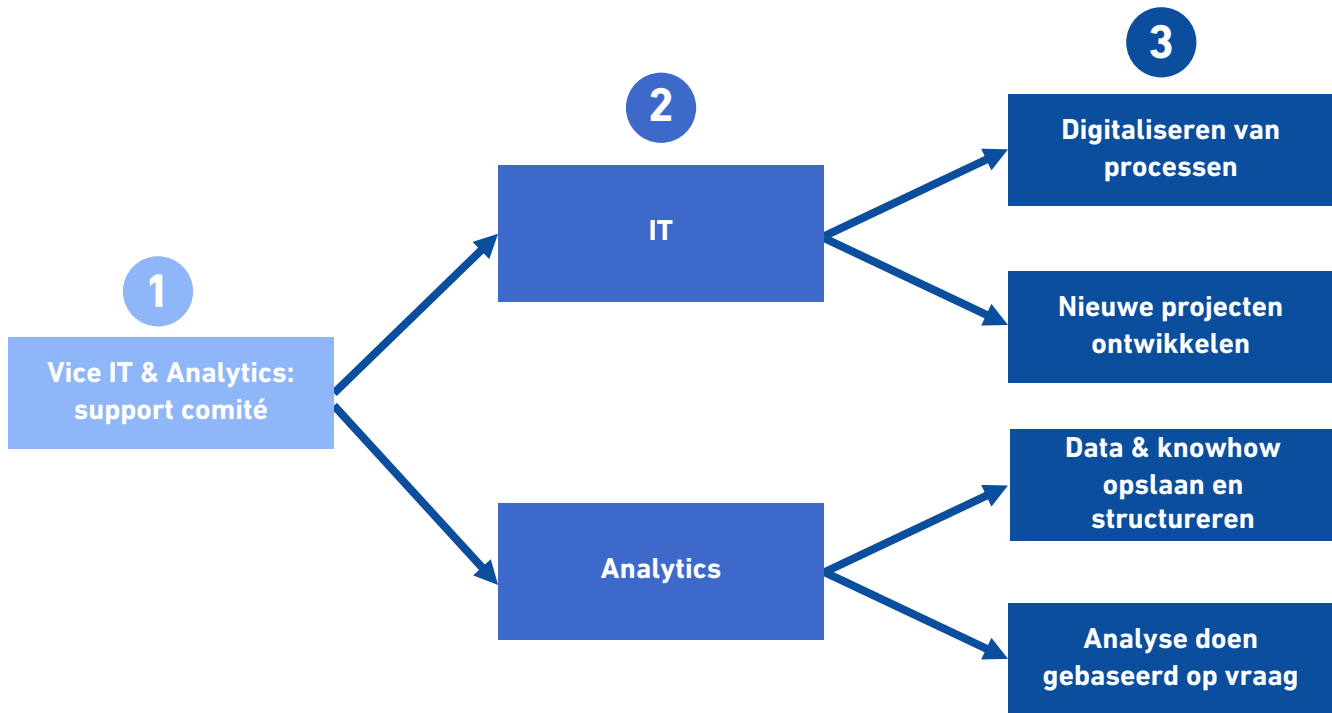 1
Vice IT & Analytics:
support comité
2
IT
Analytics
3
Digitaliseren van
processen
Nieuwe projecten
ontwikkelen
Data & knowhow
opslaan en
structureren
Analyse doen
gebaseerd op vraag